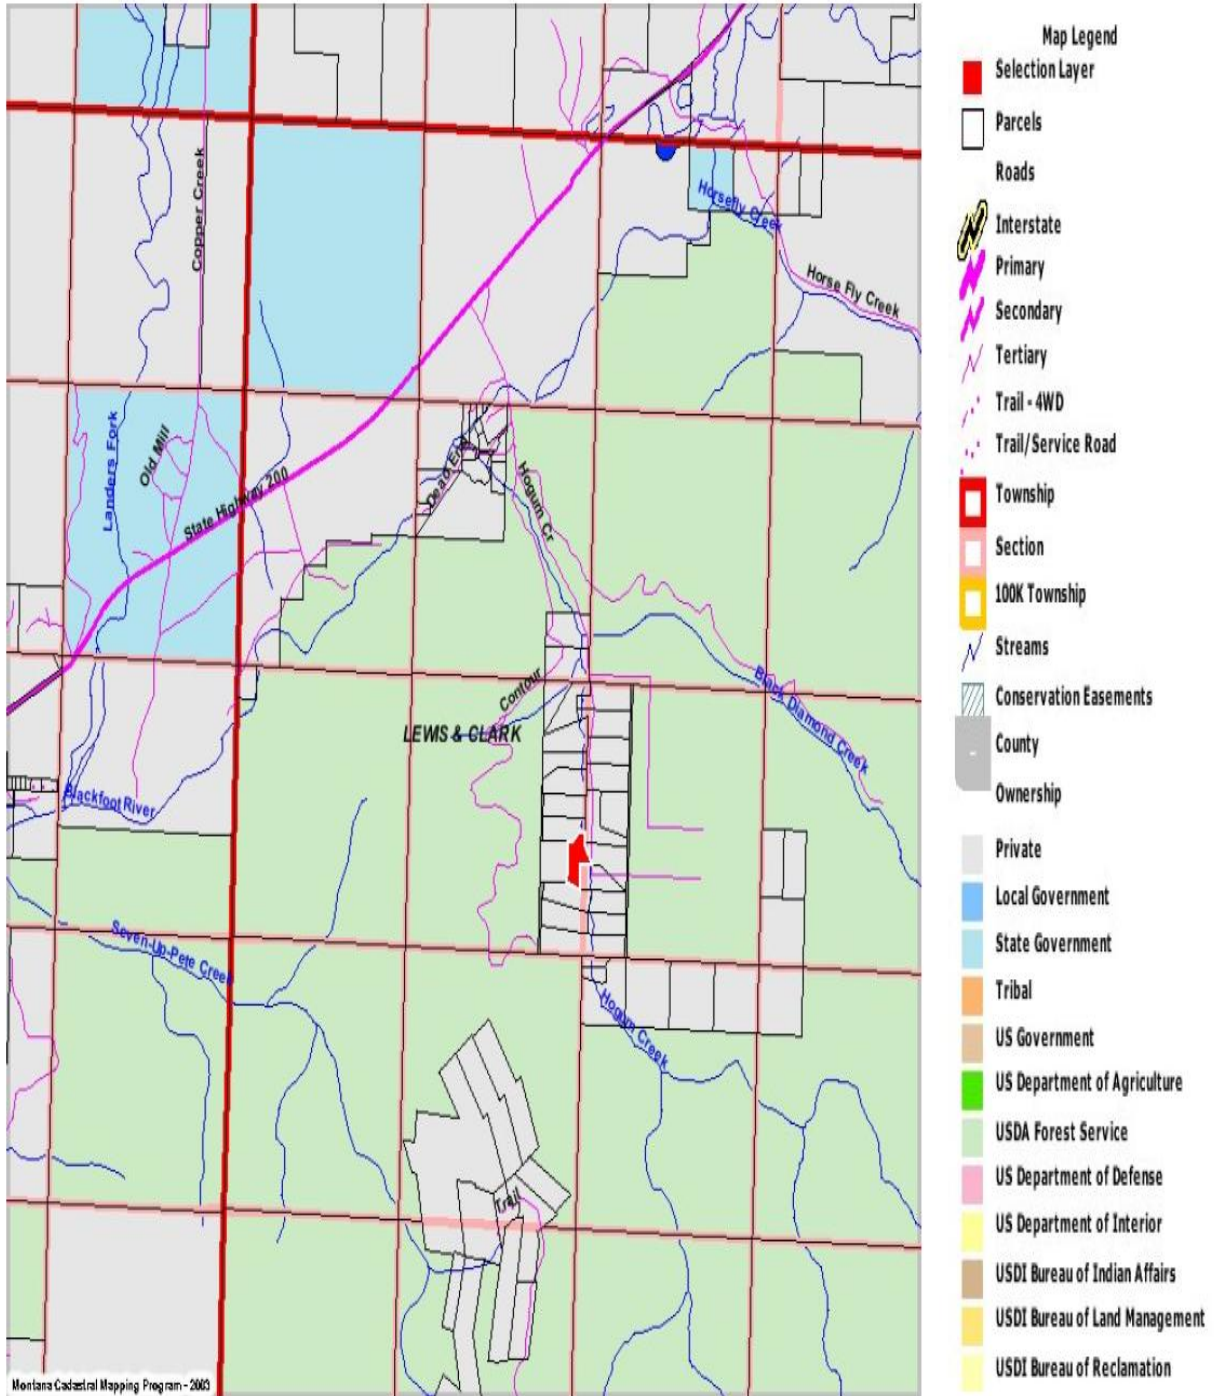 Copper Creek
Horsefly Creek
Horse Fly Creek
Landers Fork
Old Mill
State Highway 200
Dead End
Hogum Cr
Contour
LEWIS & CLARK
Black Diamond Creek
Blackfoot River
Seven-Up-Pete Creek
Hogum Creek
Trail
Montana Cadastral Mapping Program - 2003
Map Legend
Selection Layer
Parcels
Roads
Interstate
Primary
Secondary
Tertiary
Trail - 4WD
Trail/Service Road
Township
Section
100K Township
Streams
Conservation Easements
County
Ownership
Private
Local Government
State Government
Tribal
US Government
US Department of Agriculture
USDA Forest Service
US Department of Defense
US Department of Interior
USDI Bureau of Indian Affairs
USDI Bureau of Land Management
USDI Bureau of Reclamation